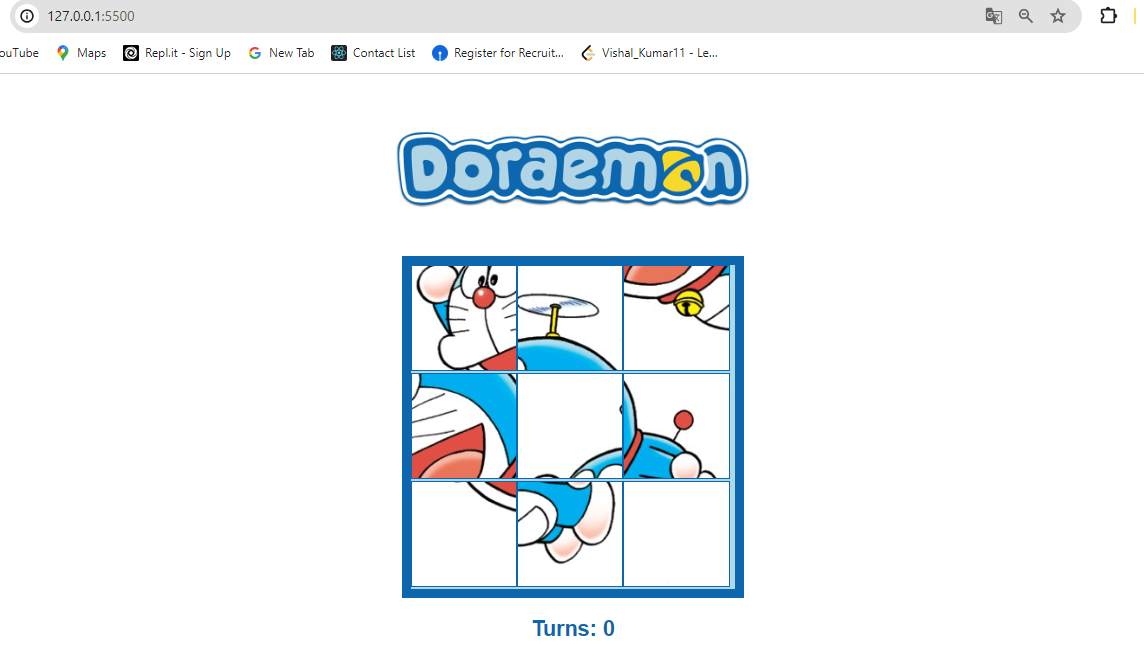 127.0.0.1:5500
ouTube Maps Repl.it - Sign Up New Tab Contact List Register for Recruit... Vishal_Kumar11 - Le...
Doraemon
Turns: 0